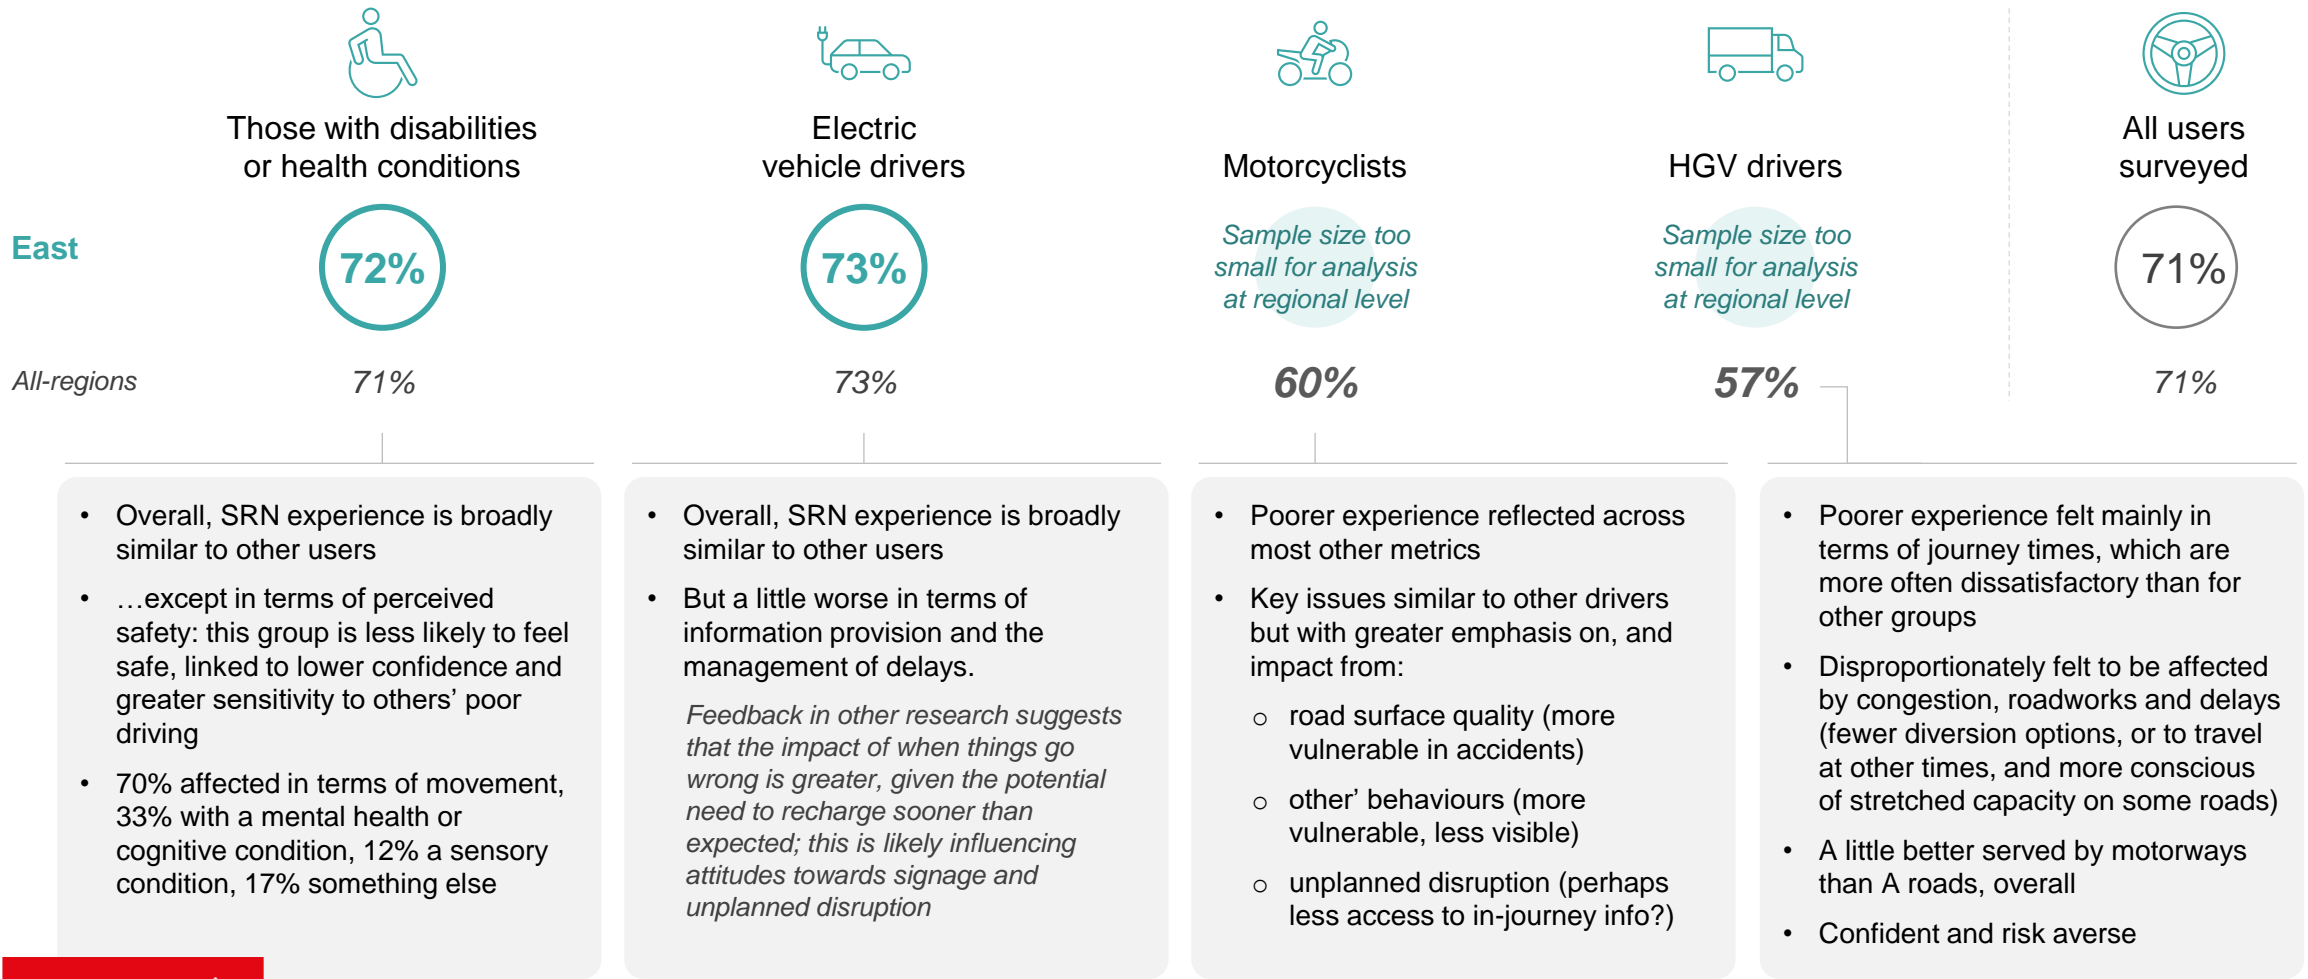 Those with disabilities
or health conditions
Electric
vehicle drivers
Motorcyclists
HGV drivers
All users
surveyed
East
72%
73%
Sample size too
small for analysis
at regional level
Sample size too
small for analysis
at regional level
71%
All-regions
71%
73%
60%
57%
71%
• Overall, SRN experience is broadly
similar to other users
• …except in terms of perceived
safety: this group is less likely to feel
safe, linked to lower confidence and
greater sensitivity to others’ poor
driving
• 70% affected in terms of movement,
33% with a mental health or
cognitive condition, 12% a sensory
condition, 17% something else
• Overall, SRN experience is broadly
similar to other users
• But a little worse in terms of
information provision and the
management of delays.
Feedback in other research suggests
that the impact of when things go
wrong is greater, given the potential
need to recharge sooner than
expected; this is likely influencing
attitudes towards signage and
unplanned disruption
• Poorer experience reflected across
most other metrics
• Key issues similar to other drivers
but with greater emphasis on, and
impact from:
o road surface quality (more
vulnerable in accidents)
o other’ behaviours (more
vulnerable, less visible)
o unplanned disruption (perhaps
less access to in-journey info?)
• Poorer experience felt mainly in
terms of journey times, which are
more often dissatisfactory than for
other groups
• Disproportionately felt to be affected
by congestion, roadworks and delays
(fewer diversion options, or to travel
at other times, and more conscious
of stretched capacity on some roads)
• A little better served by motorways
than A roads, overall
• Confident and risk averse